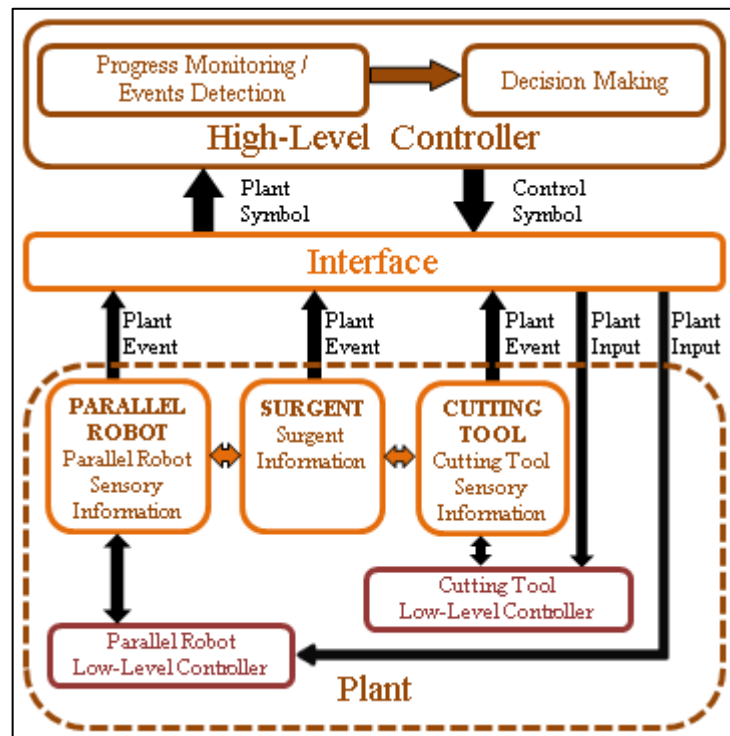 Progress Monitoring /
Events Detection
Decision Making
High-Level Controller
Plant
Symbol
Control
Symbol
Interface
Plant
Event
Plant
Event
Plant
Event
Plant
Input
Plant
Input
PARALLEL
ROBOT
Parallel Robot
Sensory
Information
SURGENT
Surgent
Information
CUTTING
TOOL
Cutting Tool
Sensory
Information
Cutting Tool
Low-Level Controller
Parallel Robot
Low-Level Controller
Plant